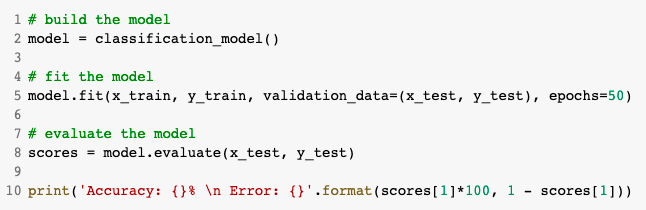 1 # build the model
2 model = classification_model()
3
4 # fit the model
5 model.fit(x_train, y_train, validation_data=(x_test, y_test), epochs=50)
6
7 # evaluate the model
8 scores = model.evaluate(x_test, y_test)
9
10 print('Accuracy: {}% \n Error: {}'.format(scores[1]*100, 1 - scores[1]))